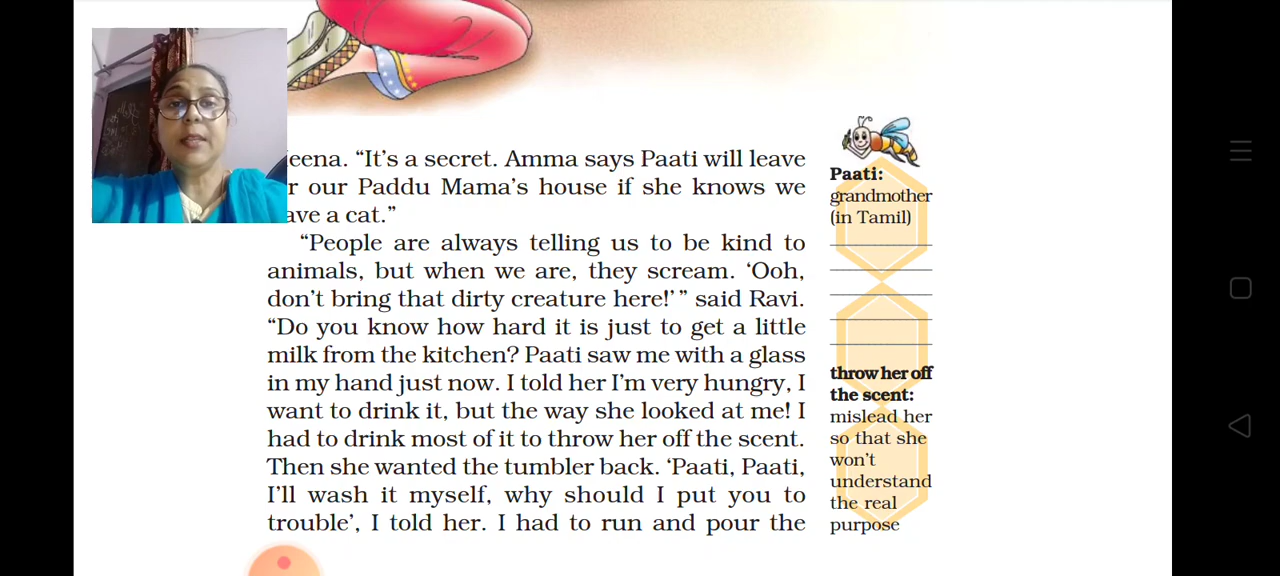 eena. “It’s a secret. Amma says Paati will leave
r our Paddu Mama’s house if she knows we
ave a cat.”
“People are always telling us to be kind to
animals, but when we are, they scream. ‘Ooh,
don’t bring that dirty creature here!’ ” said Ravi.
“Do you know how hard it is just to get a little
milk from the kitchen? Paati saw me with a glass
in my hand just now. I told her I’m very hungry, I
want to drink it, but the way she looked at me! I
had to drink most of it to throw her off the scent.
Then she wanted the tumbler back. ‘Paati, Paati,
I’ll wash it myself, why should I put you to
trouble’, I told her. I had to run and pour the
Paati:
grandmother
(in Tamil)
throw her off
the scent:
mislead her
so that she
won’t
understand
the real
purpose